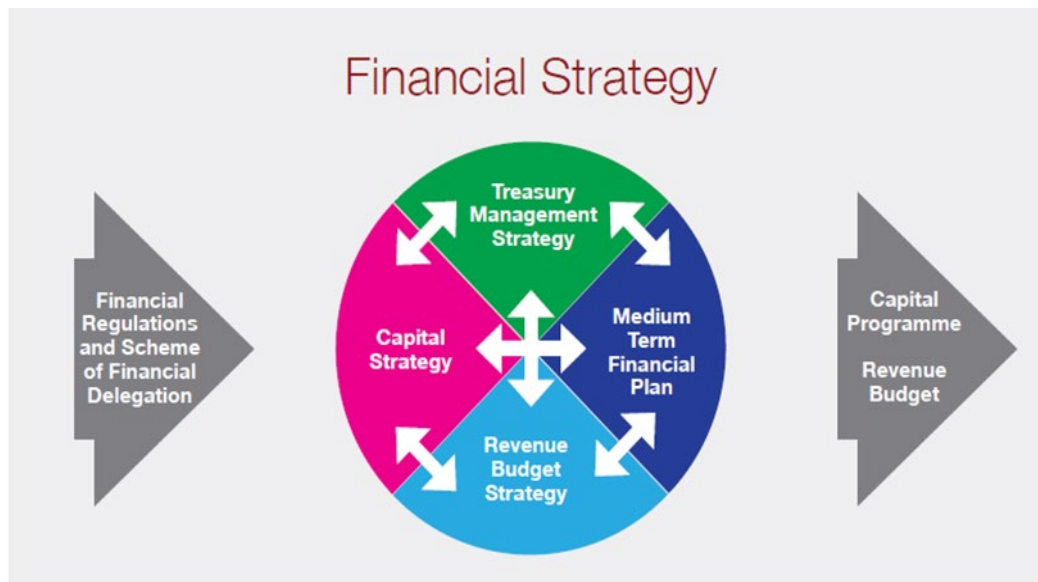 Financial Strategy
Financial
Regulations
and Scheme
of Financial
Delegation
Treasury
Management
Strategy
Capital
Strategy
Medium
Term
Financial
Plan
Revenue
Budget
Strategy
Capital
Programme
Revenue
Budget